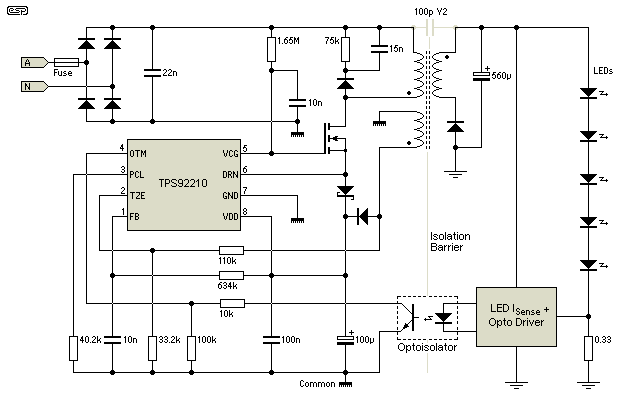 esp
100p Y2
1.65M
75k
15n
A
Fuse
N
22n
10n
560µ
LEDs
+
4
OTM
VCG
5
3
PCL
DRN
6
TPS92210
2
TZE
GND
7
1
FB
VDD
8
Isolation
Barrier
110k
634k
10k
LED ISense +
Opto Driver
40.2k
10n
33.2k
100k
100n
+
100µ
Optoisolator
0.33
Common